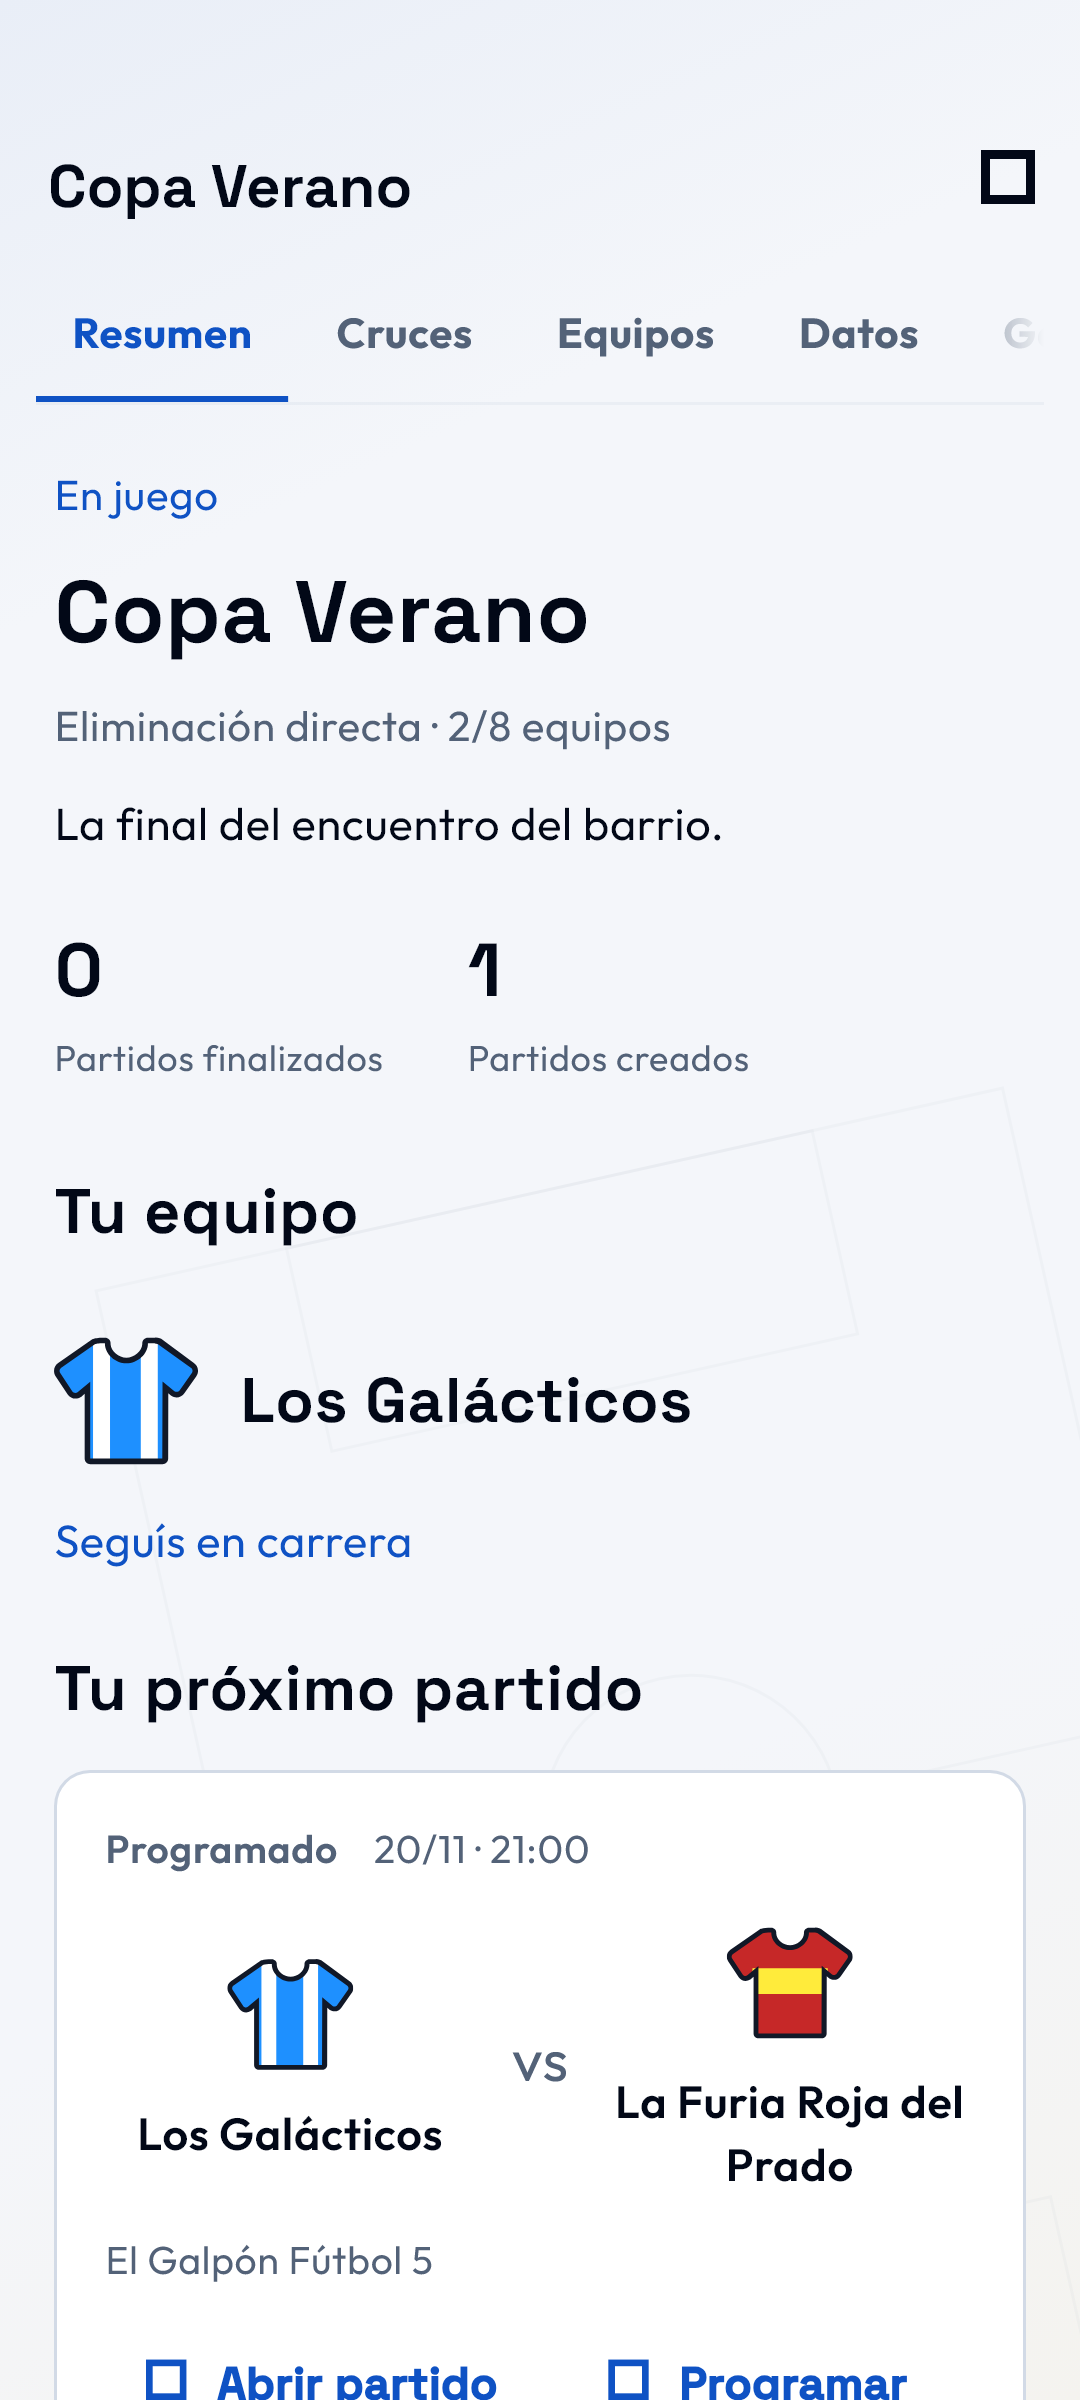 Copa Verano
Resumen Cruces Equipos Datos
En juego
Copa Verano
Eliminación directa · 2/8 equipos
La final del encuentro del barrio.
0 1
Partidos finalizados Partidos creados
Tu equipo
Los Galácticos
Seguís en carrera
Tu próximo partido
Programado 20/11 · 21:00
vs
Los Galácticos
La Furia Roja del
Prado
El Galpón Fútbol 5
Abrir partido Programar